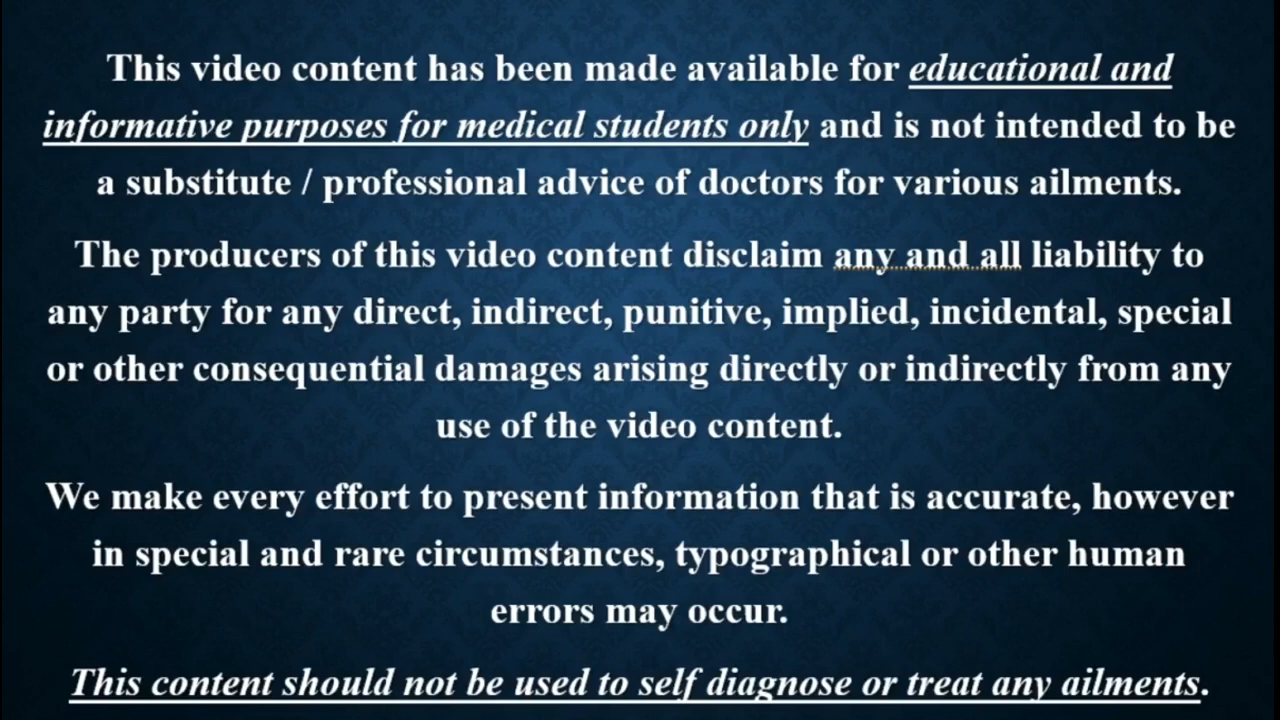 This video content has been made available for educational and
informative purposes for medical students only and is not intended to be
a substitute / professional advice of doctors for various ailments.
The producers of this video content disclaim any and all liability to
any party for any direct, indirect, punitive, implied, incidental, special
or other consequential damages arising directly or indirectly from any
use of the video content.
We make every effort to present information that is accurate, however
in special and rare circumstances, typographical or other human
errors may occur.
This content should not be used to self diagnose or treat any ailments.